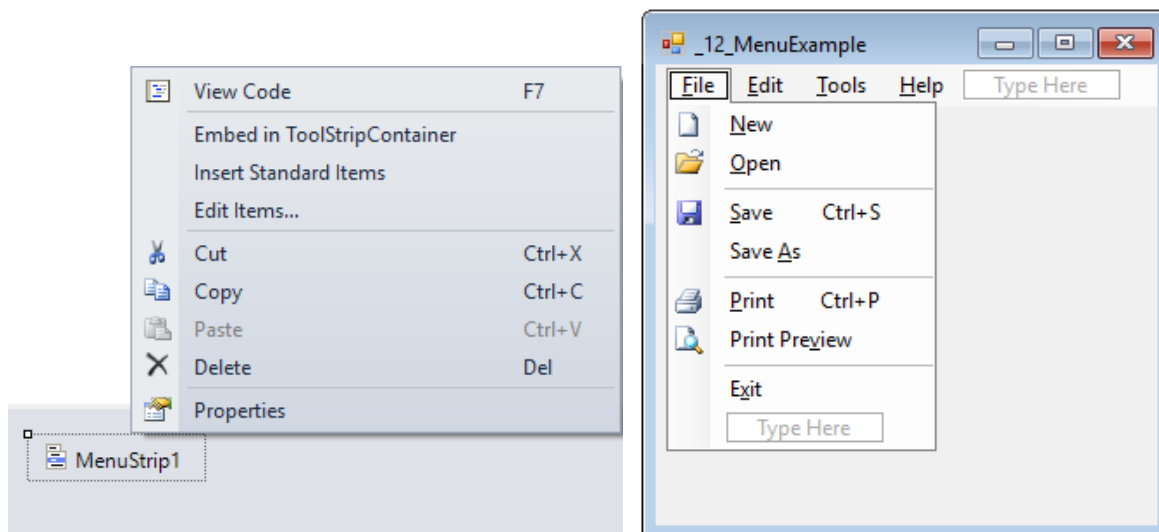 View Code F7
Embed in ToolStripContainer
Insert Standard Items
Edit Items...
Cut Ctrl+X
Copy Ctrl+C
Paste Ctrl+V
Delete Del
Properties
MenuStrip1
_12_MenuExample
File Edit Tools Help Type Here
New
Open
Save Ctrl+S
Save As
Print Ctrl+P
Print Preview
Exit
Type Here